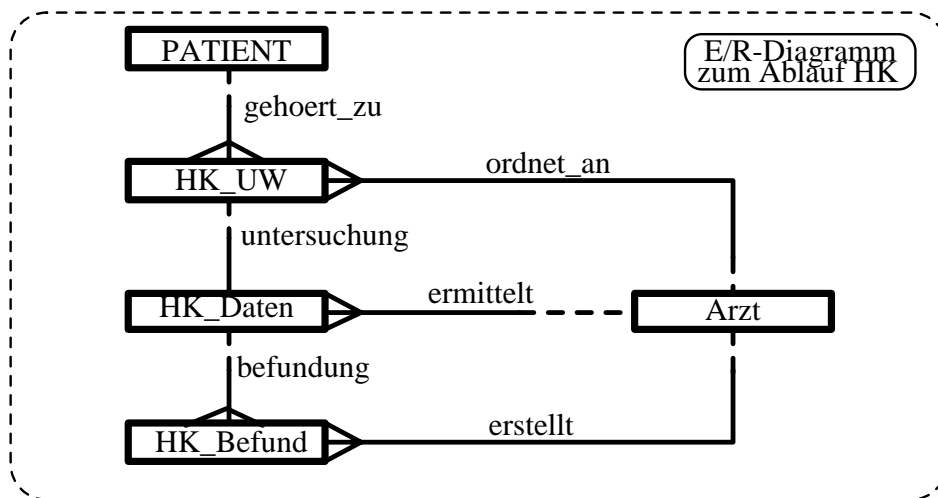 PATIENT
E/R-Diagramm
zum Ablauf HK
gehoert_zu
HK_UW
ordnet_an
untersuchung
HK_Daten
ermittelt
Arzt
befundung
HK_Befund
erstellt